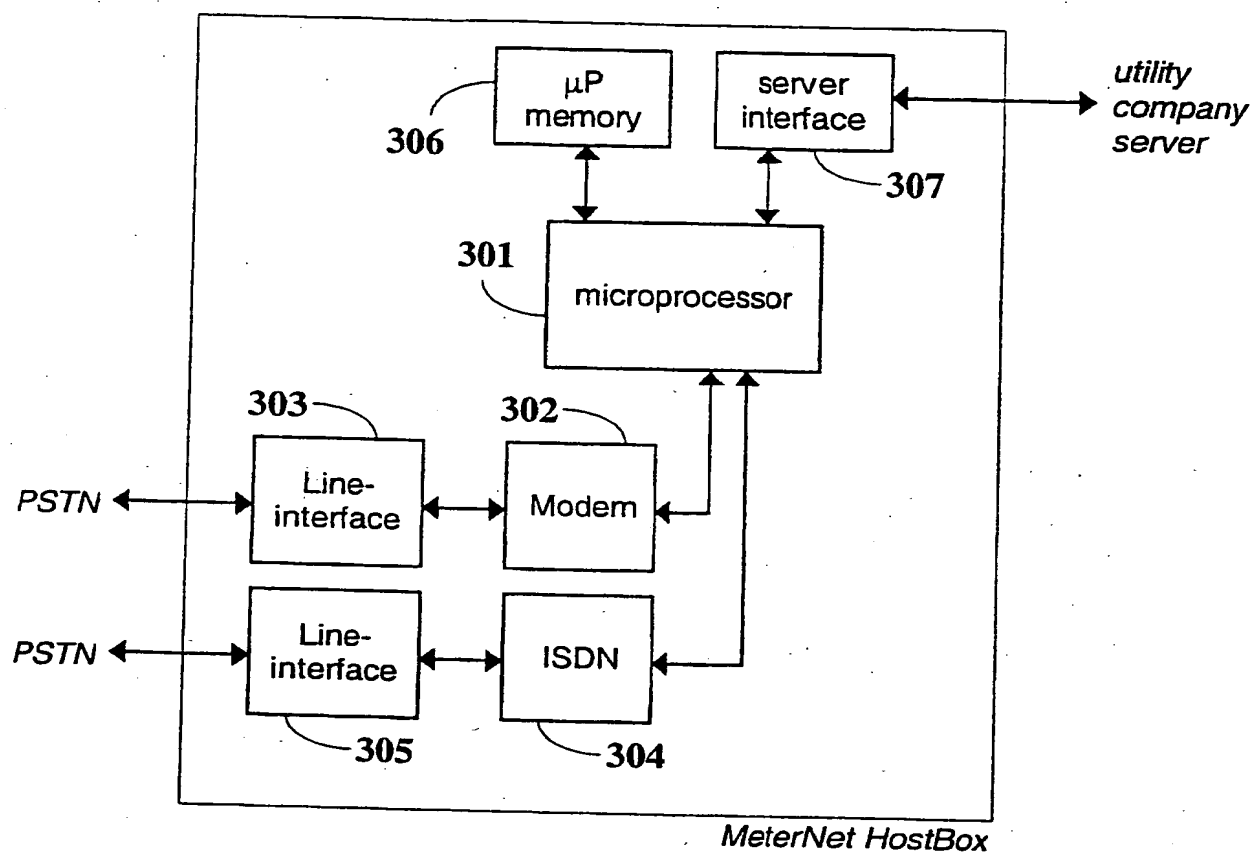 μP
memory
306
server
interface
307
utility
company
server
301
microprocessor
303
302
PSTN
Line-
interface
Modem
PSTN
Line-
interface
ISDN
305
304
MeterNet HostBox